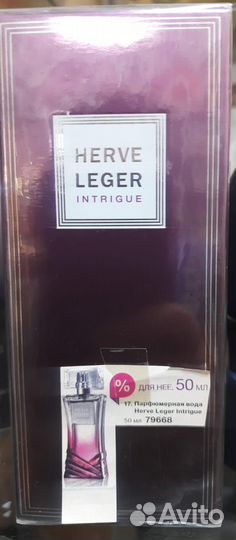 HERVE
LEGER
INTRIGUE
% ДЛЯ НЕЕ. 50 МЛ
17. Парфюмерная вода
Herve Leger Intrigue
50 мл 79668
Avito